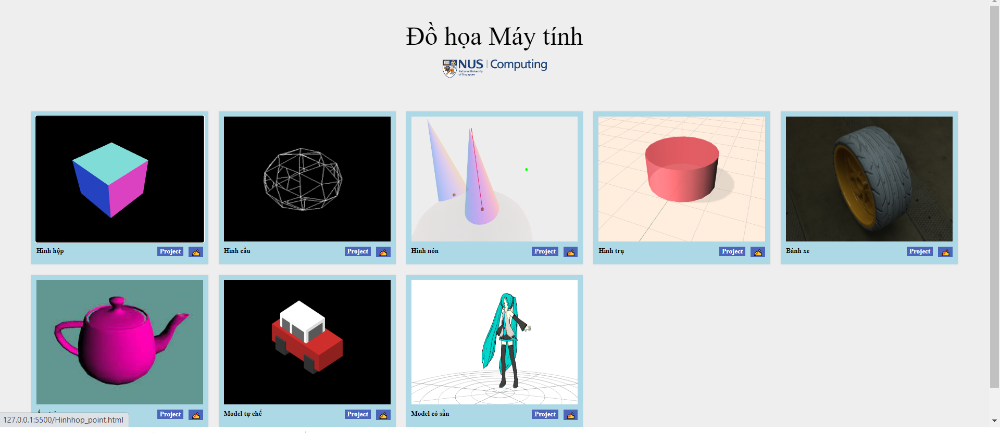 Đồ họa Máy tính
NUS Computing
National University
of Singapore
Hình hộp Project
Hình cầu Project
Hình nón Project
Hình trụ Project
Bánh xe Project
Project
Model tự chế Project
Model có sẵn Project
127.0.0.1:5500/Hinhhop_point.html